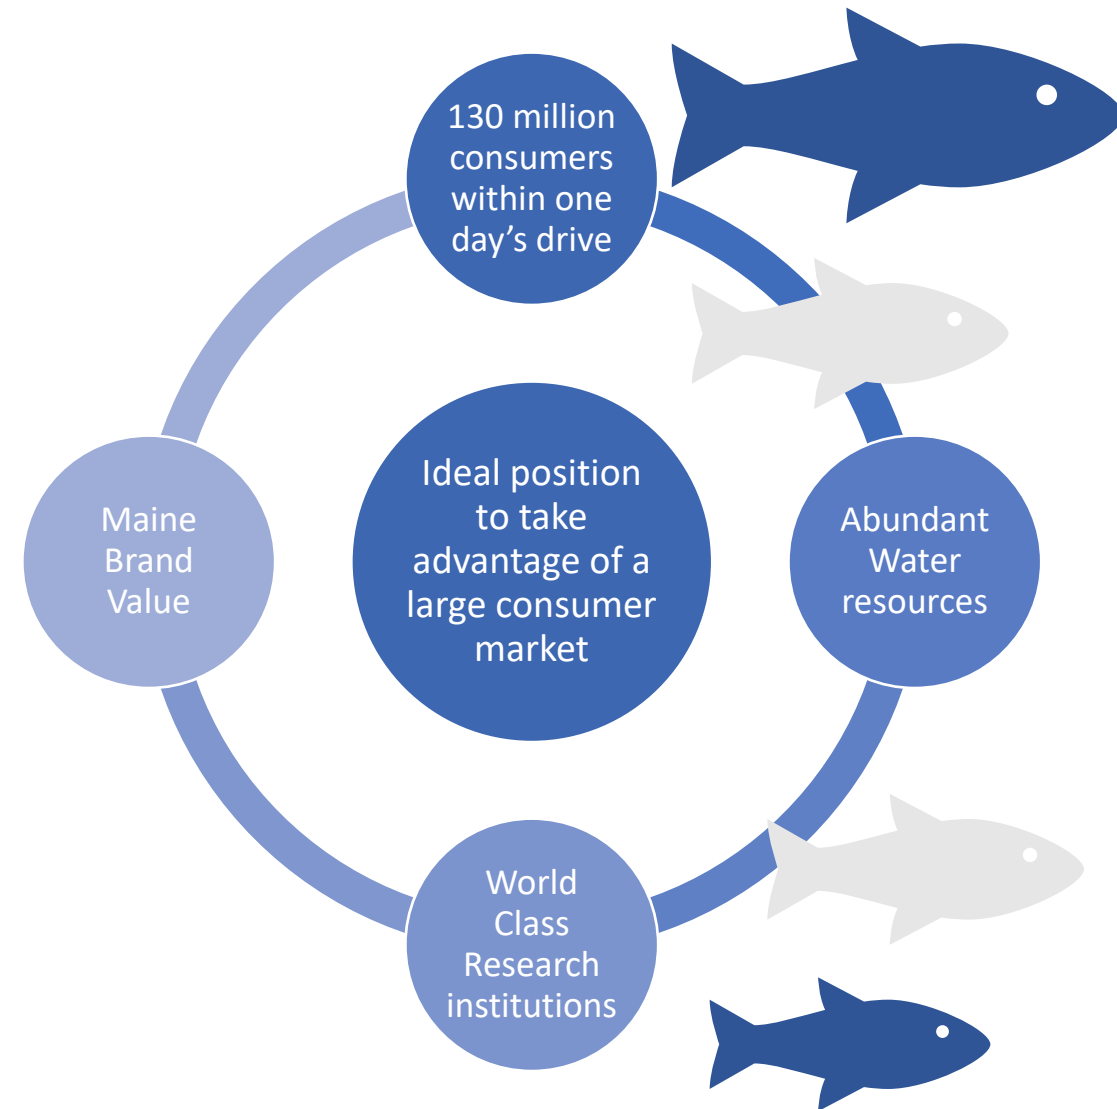 130 million
consumers
within one
day’s drive
Ideal position
to take
advantage of a
large consumer
market
Maine
Brand
Value
Abundant
Water
resources
World
Class
Research
institutions